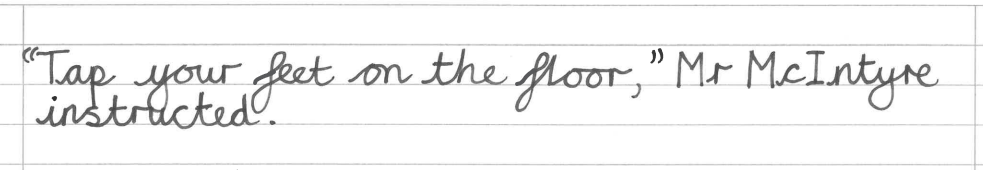 “Tap your feet on the floor,” Mr McIntyre
instructed.